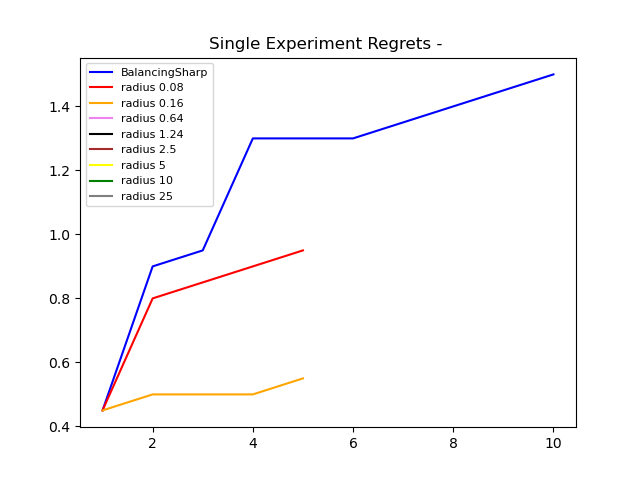 Single Experiment Regrets -
BalancingSharp
radius 0.08
radius 0.16
radius 0.64
radius 1.24
radius 2.5
radius 5
radius 10
radius 25
1.4
1.2
1.0
0.8
0.6
0.4
2 4 6 8 10